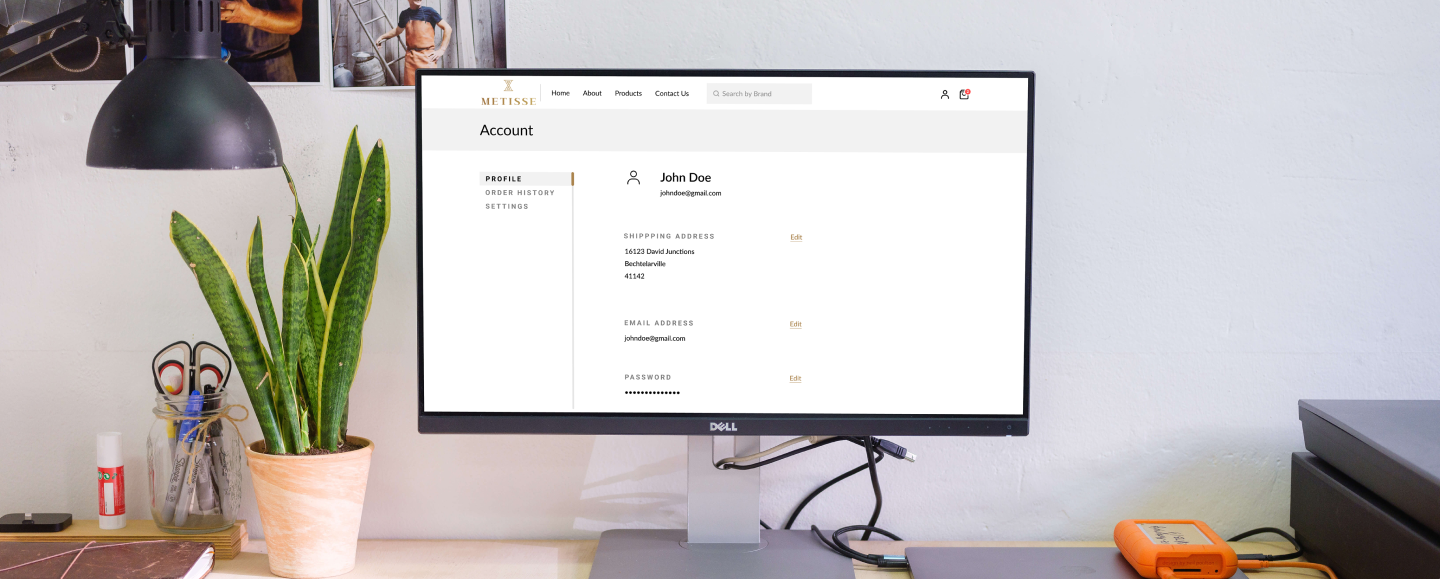 METISSE
Home About Products Contact Us
Search by Brand
Account
PROFILE
ORDER HISTORY
SETTINGS
John Doe
johndoe@gmail.com
SHIPPPING ADDRESS Edit
16123 David Junctions
Bechtelarville
41142
EMAIL ADDRESS Edit
johndoe@gmail.com
PASSWORD Edit
••••••••••••••
DELL